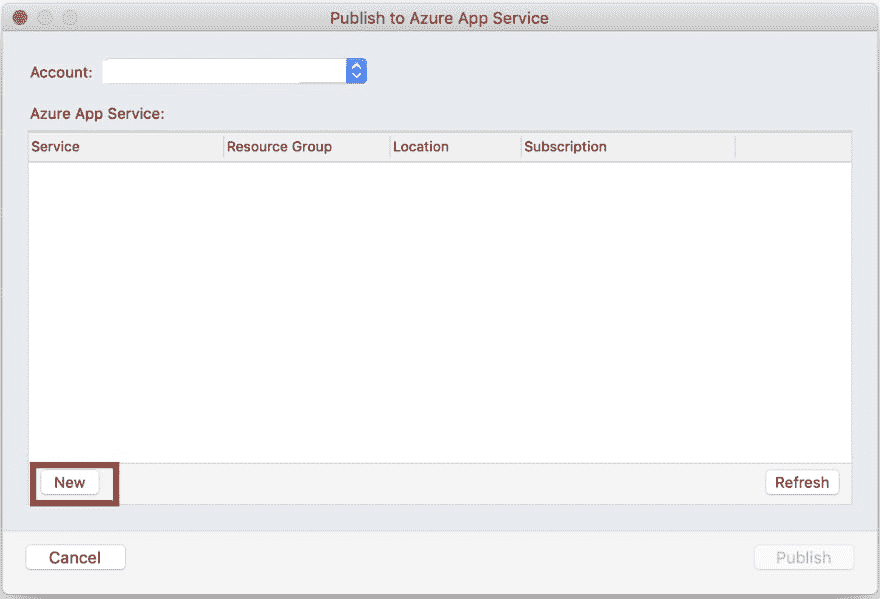 Publish to Azure App Service
Account:
Azure App Service:
Service Resource Group Location Subscription
New Refresh
Cancel Publish